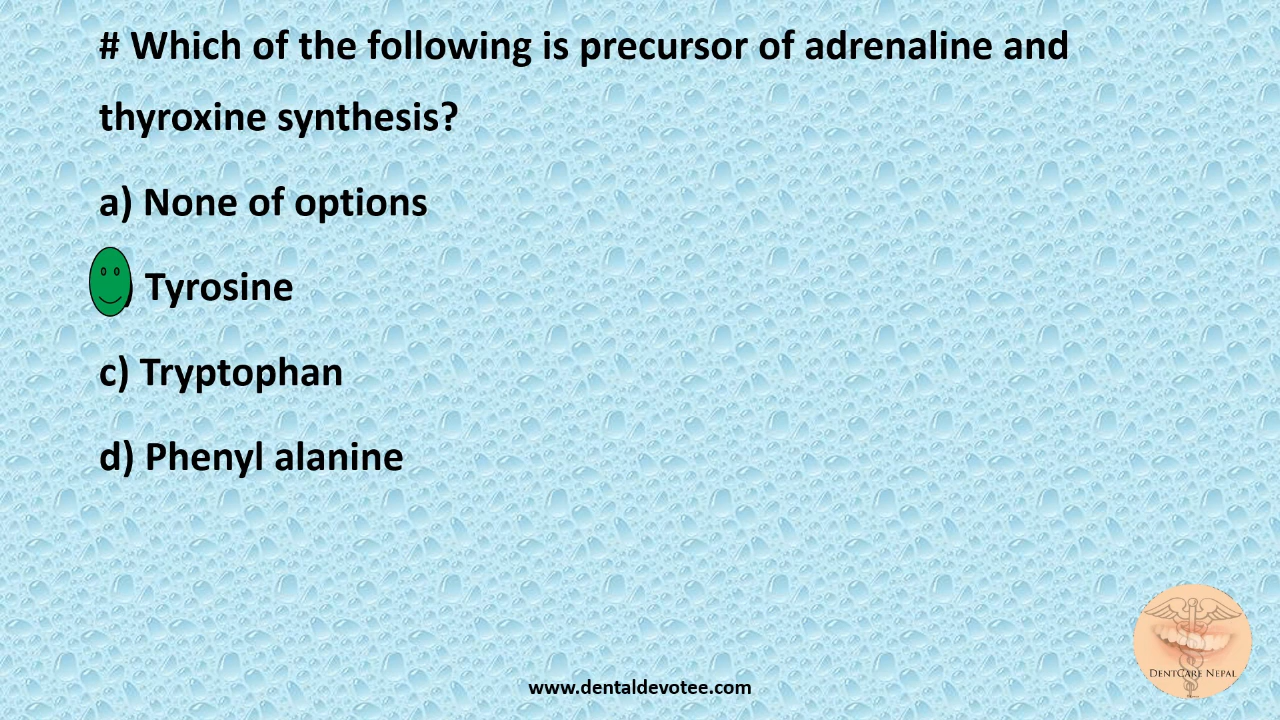 # Which of the following is precursor of adrenaline and
thyroxine synthesis?
a) None of options
) Tyrosine
c) Tryptophan
d) Phenyl alanine
DENTCARE NEPAL
www.dentaldevotee.com